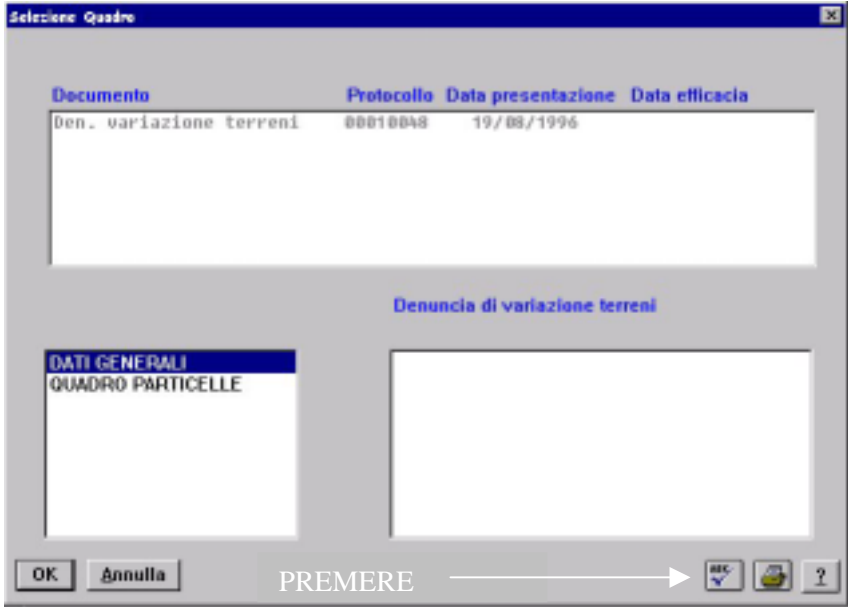 Selezione Quadro
Documento Protocollo Data presentazione Data efficacia
Den. variazione terreni 00010048 19/08/1996
Denuncia di variazione terreni
DATI GENERALI
QUADRO PARTICELLE
OK Annulla PREMERE ABC ?